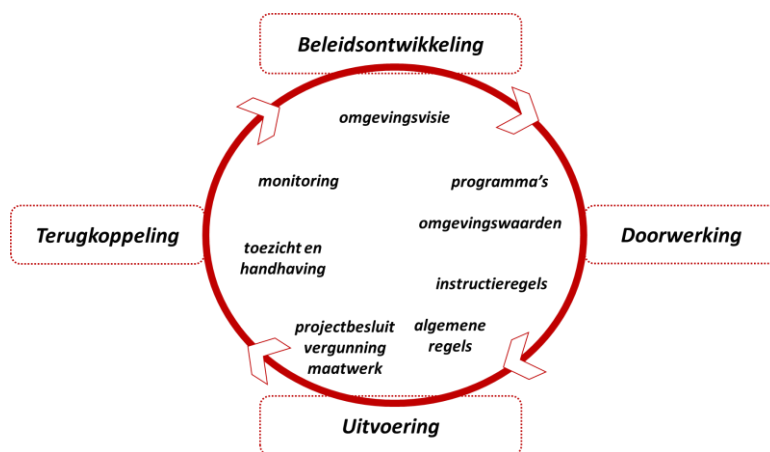 Beleidsontwikkeling
omgevingsvisie
monitoring
programma's
Terugkoppeling
omgevingswaarden
Doorwerking
toezicht en
handhaving
instructieregels
projectbesluit
vergunning
maatwerk
algemene
regels
Uitvoering